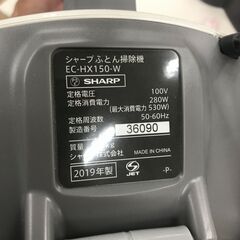 シャープふとん掃除機
EC-HX150-W
SHARP
定格電圧 100V
定格消費電力 280W
(最大消費電力 530W)
定格周波数 50-60Hz
製造番号 36090
質量
MADE IN CHINA
2019年製
JET
-P-